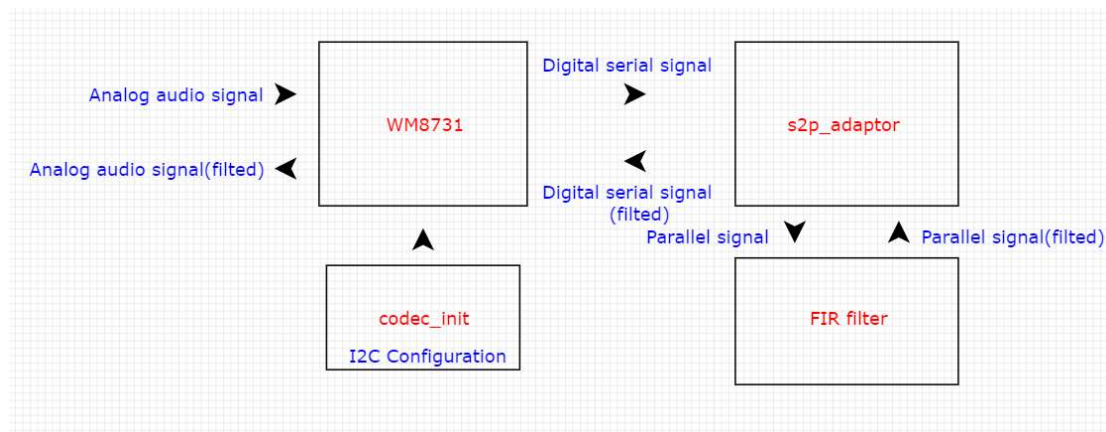 Digital serial signal
Analog audio signal
WM8731
s2p_adaptor
Analog audio signal(filted)
Digital serial signal
(filted)
Parallel signal
Parallel signal(filted)
codec_init
FIR filter
I2C Configuration